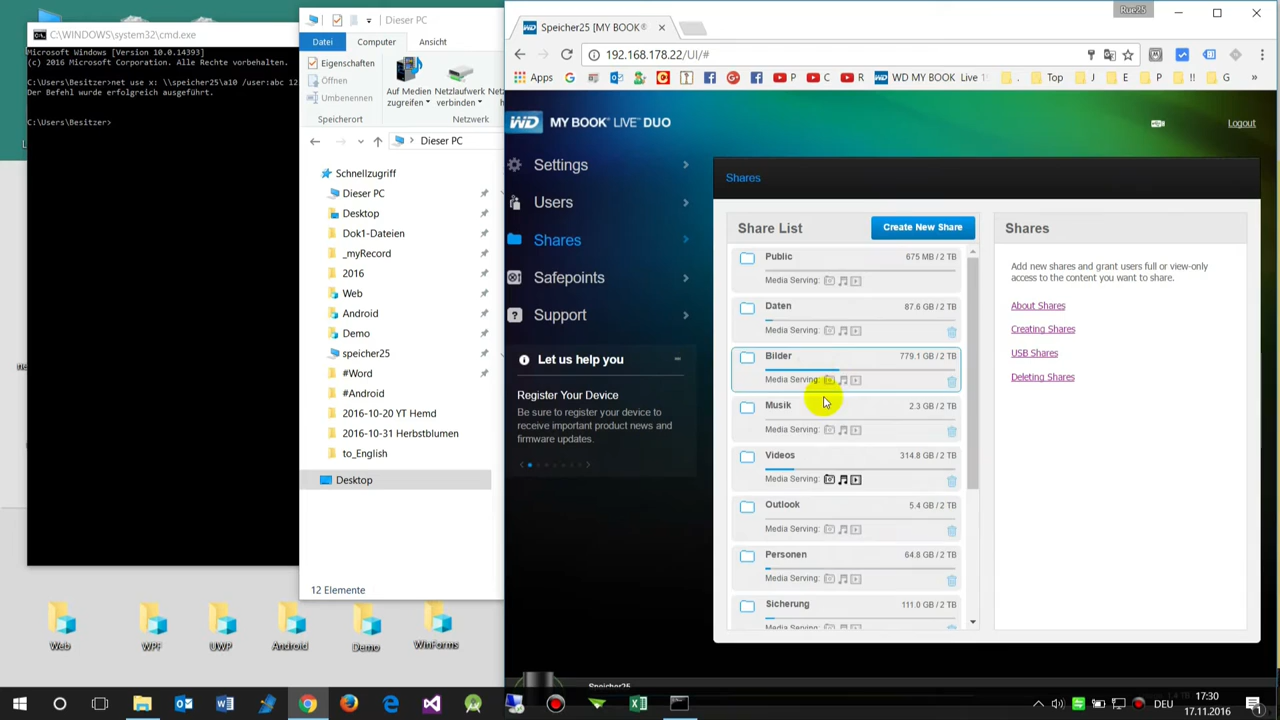 C:\WINDOWS\system32\cmd.exe
Microsoft Windows [Version 10.0.14393]
(c) 2016 Microsoft Corporation. Alle Rechte vorbehalten.
C:\Users\Besitzer>net use x: \\speicher25\a10 /user:abc 12
Der Befehl wurde erfolgreich ausgeführt.
C:\Users\Besitzer>
Dieser PC
Datei Computer Ansicht
Eigenschaften
Öffnen
Umbenennen
Auf Medien zugreifen
Netzlaufwerk verbinden
Speicherort
Netzwerk
Dieser PC
Schnellzugriff
Dieser PC
Desktop
Dok1-Dateien
_myRecord
2016
Web
Android
Demo
speicher25
#Word
#Android
2016-10-20 YT Hemd
2016-10-31 Herbstblumen
to_English
Desktop
12 Elemente
Rue25
Speicher25 [MY BOOK®
192.168.178.22/UI/#
Apps G P C R WD MY BOOK Live 1 Top E P G »
WD MY BOOK® LIVE™ DUO
Logout
Settings
Users
Shares
Safepoints
Support
Let us help you
Register Your Device
Be sure to register your device to
receive important product news and
firmware updates.
Shares
Share List
Create New Share
Public 675 MB / 2 TB
Media Serving:
Daten 87.6 GB / 2 TB
Media Serving:
Bilder 779.1 GB / 2 TB
Media Serving:
Musik 2.3 GB / 2 TB
Media Serving:
Videos 314.8 GB / 2 TB
Media Serving:
Outlook 5.4 GB / 2 TB
Media Serving:
Personen 64.8 GB / 2 TB
Media Serving:
Sicherung 111.0 GB / 2 TB
Media Serving:
Shares
Add new shares and grant users full or view-only
access to the content you want to share.
About Shares
Creating Shares
USB Shares
Deleting Shares
Speicher25
Web WPF UWP Android Demo WinForms
DEU
17:30
17.11.2016